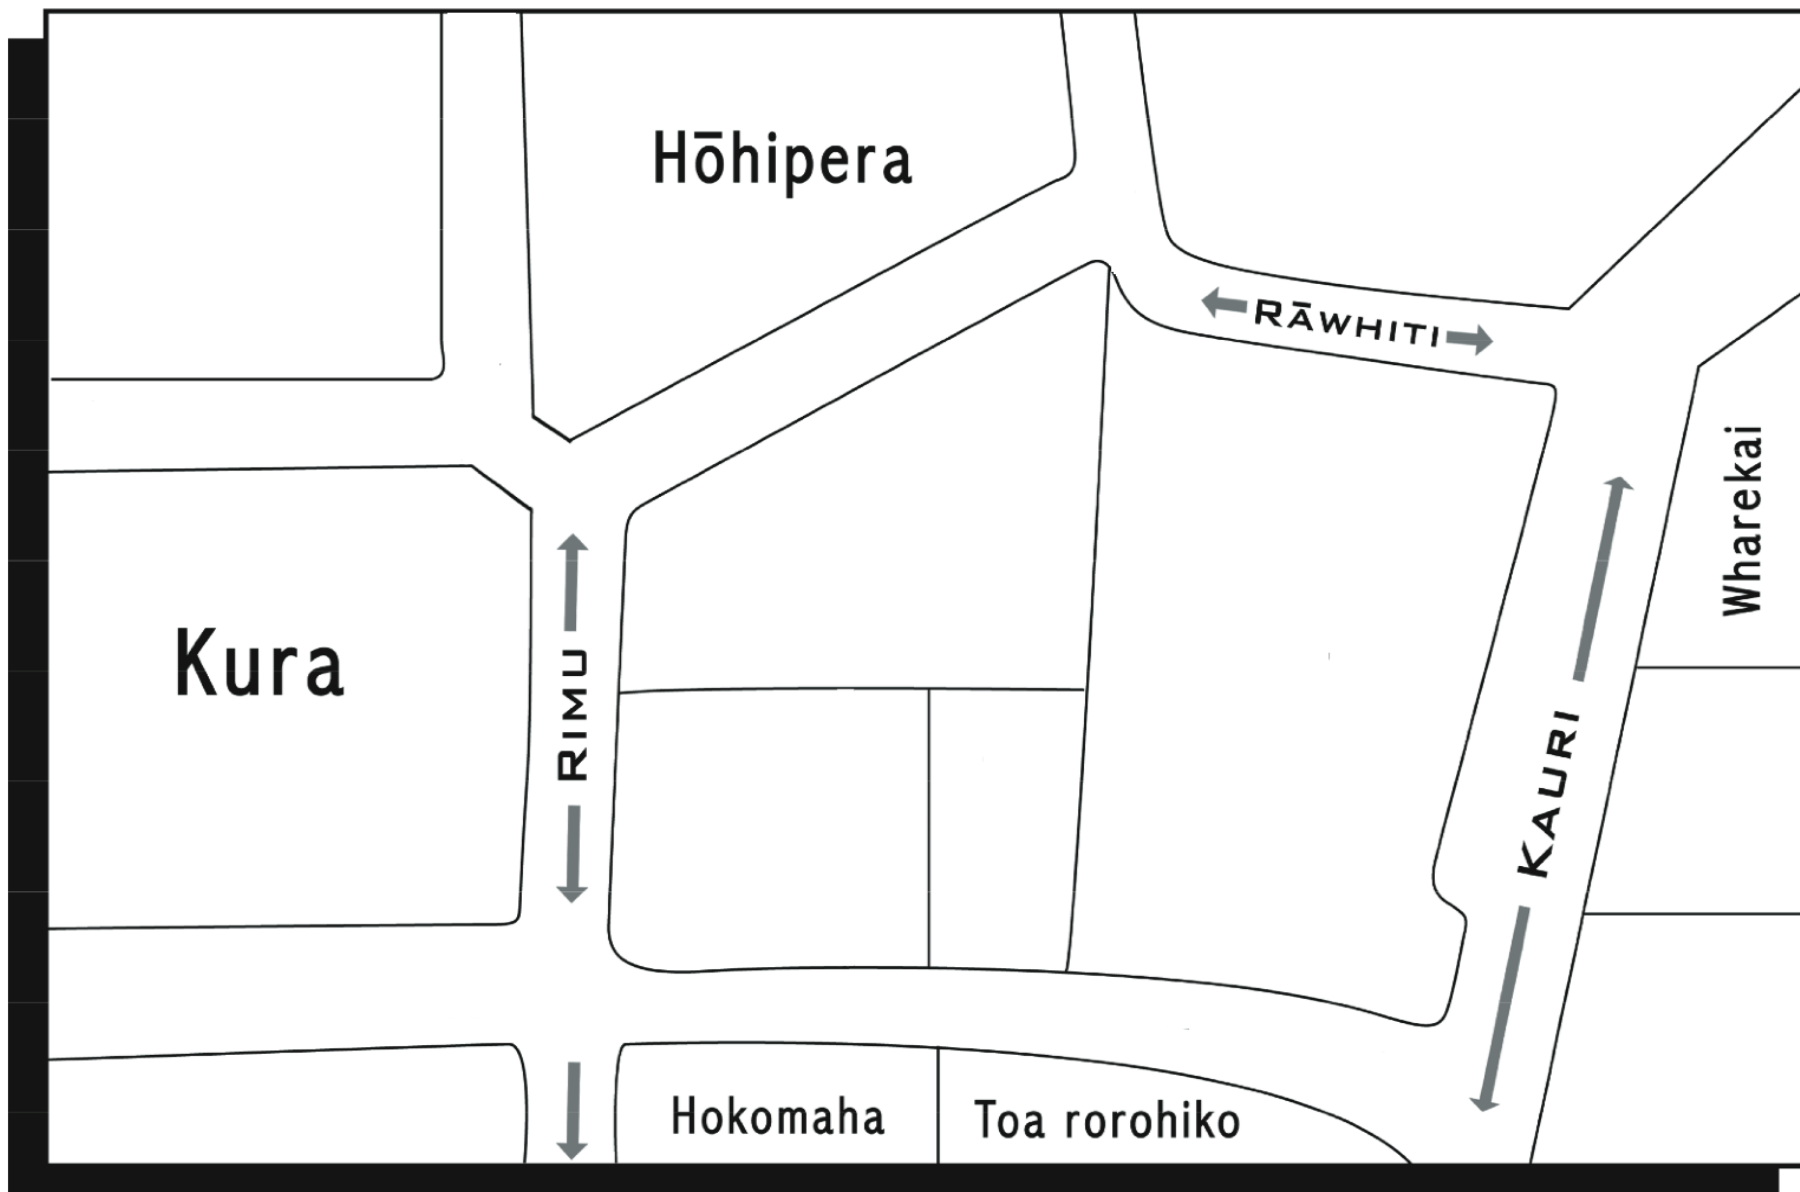 Hōhipera
RĀWHITI
Wharekai
Kura
RIMU
KAURI
Hokomaha
Toa rorohiko